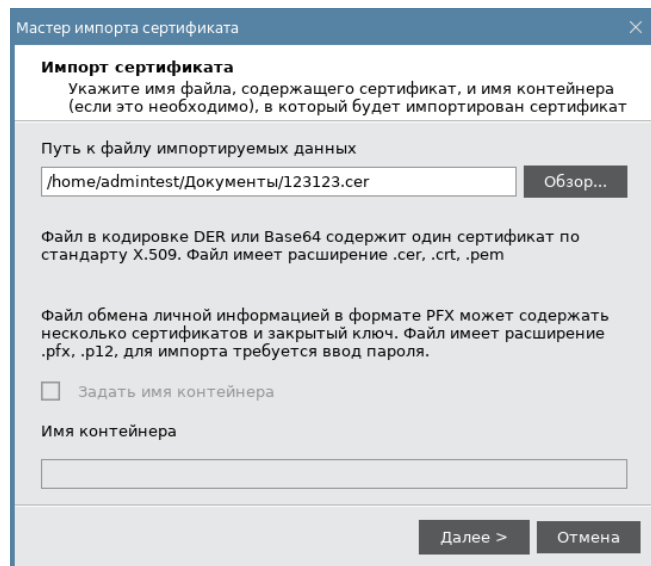 Мастер импорта сертификата
Импорт сертификата
Укажите имя файла, содержащего сертификат, и имя контейнера
(если это необходимо), в который будет импортирован сертификат
Путь к файлу импортируемых данных
/home/admintest/Документы/123123.cer
Обзор...
Файл в кодировке DER или Base64 содержит один сертификат по
стандарту X.509. Файл имеет расширение .cer, .crt, .pem
Файл обмена личной информацией в формате PFX может содержать
несколько сертификатов и закрытый ключ. Файл имеет расширение
.pfx, .p12, для импорта требуется ввод пароля.
Задать имя контейнера
Имя контейнера
Далее >
Отмена